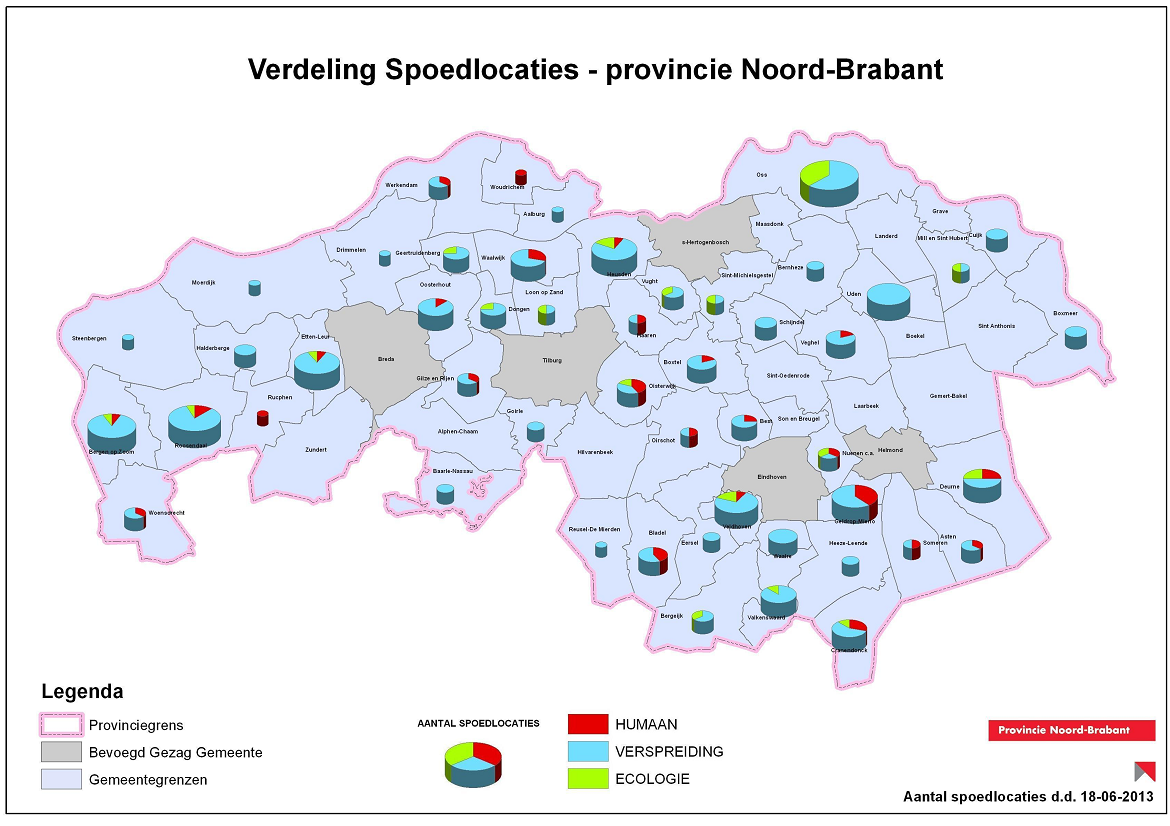 Verdeling Spoedlocaties - provincie Noord-Brabant
Oss
Werkendam
Woudrichem
Aalburg
Grave
Maasdonk
Landerd
Mill en Sint Hubert
Cuijk
s-Hertogenbosch
Drimmelen
Geertruidenberg
Waalwijk
Heusden
Sint-Michielsgestel
Bernheze
Moerdijk
Oosterhout
Loon op Zand
Vught
Uden
Dongen
Schijndel
Sint Anthonis
Boxmeer
Steenbergen
Etten-Leur
Haaren
Veghel
Boekel
Halderberge
Breda
Tilburg
Boxtel
Gilze en Rijen
Oisterwijk
Sint-Oedenrode
Gemert-Bakel
Rucphen
Laarbeek
Goirle
Best
Son en Breugel
Alphen-Chaam
Oirschot
Roosendaal
Bergen op Zoom
Zundert
Hilvarenbeek
Nuenen c.a.
Helmond
Baarle-Nassau
Eindhoven
Deurne
Woensdrecht
Geldrop-Mierlo
Reusel-De Mierden
Bladel
Veldhoven
Eersel
Heeze-Leende
Someren
Asten
Waalre
Bergeijk
Valkenswaard
Cranendonck
Legenda
Provinciegrens
Bevoegd Gezag Gemeente
Gemeentegrenzen
AANTAL SPOEDLOCATIES
HUMAAN
VERSPREIDING
ECOLOGIE
Provincie Noord-Brabant
Aantal spoedlocaties d.d. 18-06-2013